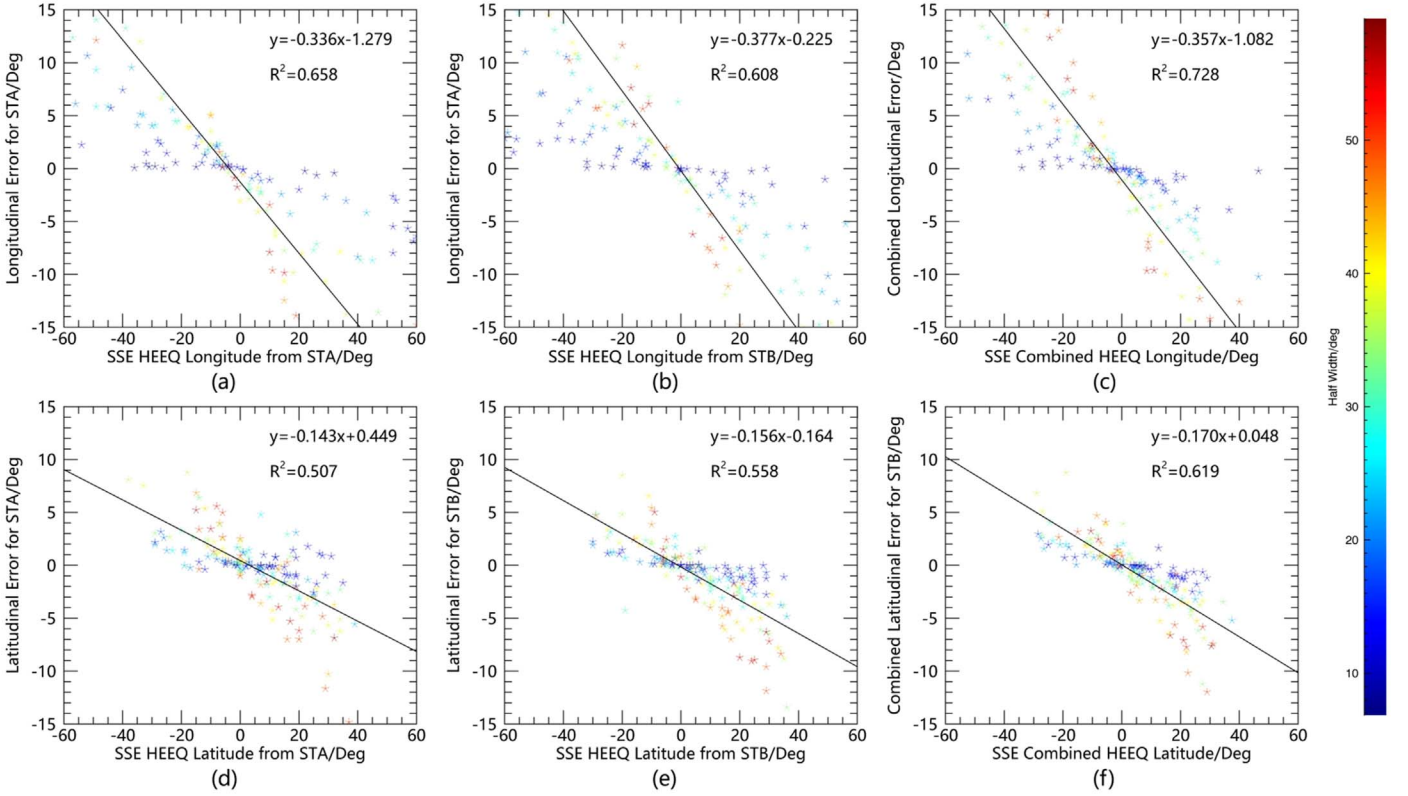 15
10
5
0
-5
-10
-15
Longitudinal Error for STA/Deg
y=-0.336x-1.279
R²=0.658
-60 -40 -20 0 20 40 60
SSE HEEQ Longitude from STA/Deg
(a)
15
10
5
0
-5
-10
-15
Longitudinal Error for STA/Deg
y=-0.377x-0.225
R²=0.608
-60 -40 -20 0 20 40 60
SSE HEEQ Longitude from STB/Deg
(b)
15
10
5
0
-5
-10
-15
Combined Longitudinal Error/Deg
y=-0.357x-1.082
R²=0.728
-60 -40 -20 0 20 40 60
SSE Combined HEEQ Longitude/Deg
(c)
15
10
5
0
-5
-10
-15
Latitudinal Error for STA/Deg
y=-0.143x+0.449
R²=0.507
-60 -40 -20 0 20 40 60
SSE HEEQ Latitude from STA/Deg
(d)
15
10
5
0
-5
-10
-15
Latitudinal Error for STB/Deg
y=-0.156x-0.164
R²=0.558
-60 -40 -20 0 20 40 60
SSE HEEQ Latitude from STB/Deg
(e)
15
10
5
0
-5
-10
-15
Combined Latitudinal Error for STB/Deg
y=-0.170x+0.048
R²=0.619
-60 -40 -20 0 20 40 60
SSE Combined HEEQ Latitude/Deg
(f)
50
40
30
20
10
Half Width/deg